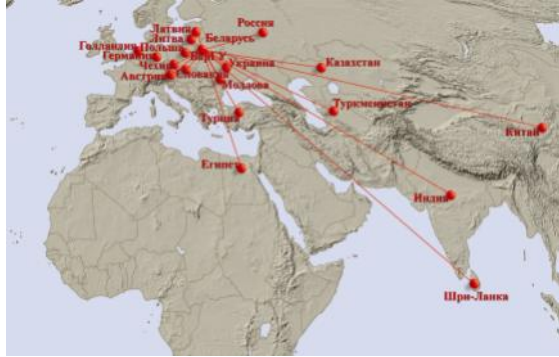 Россия
Латвия
Литва
Беларусь
Голландия
Польша
Германия
БарГУ
Украина
Казахстан
Чехия
Австрия
Словакия
Молдова
Туркменистан
Турция
Китай
Египет
Индия
Шри-Ланка